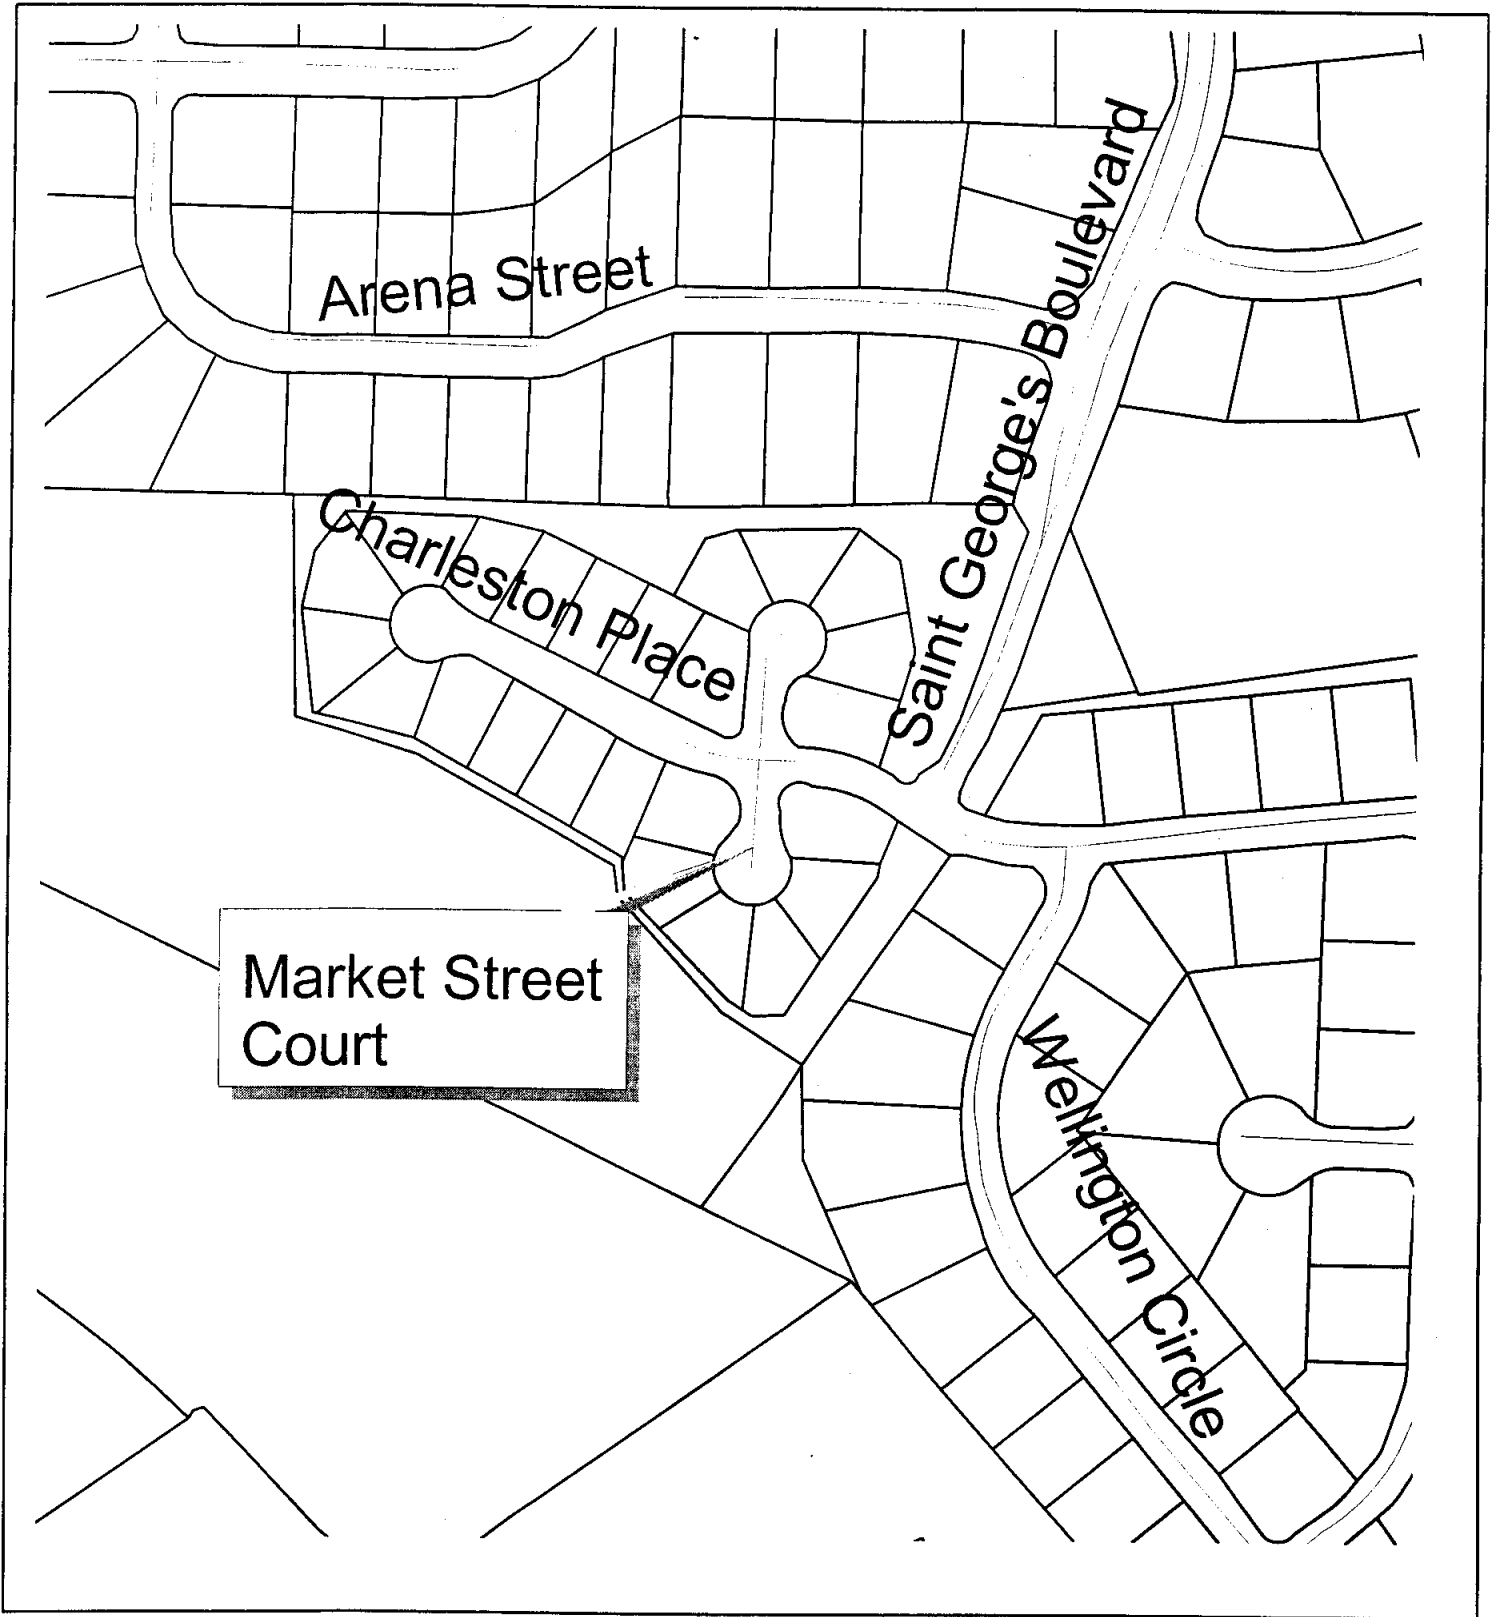 Arena Street
Saint George's Boulevard
Charleston Place
Market Street
Court
Wellington Circle